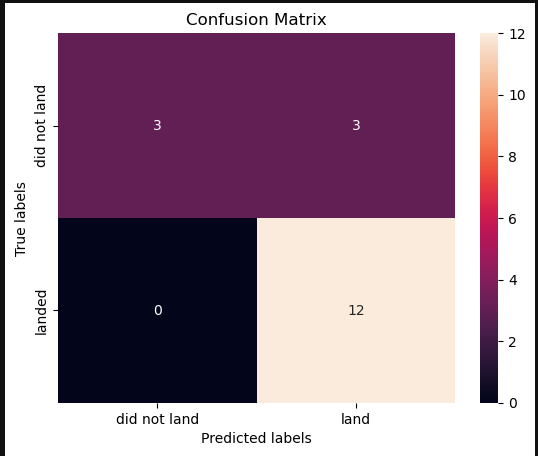 Confusion Matrix
True labels
did not land
landed
3 3
0 12
did not land land
Predicted labels
12
10
8
6
4
2
0